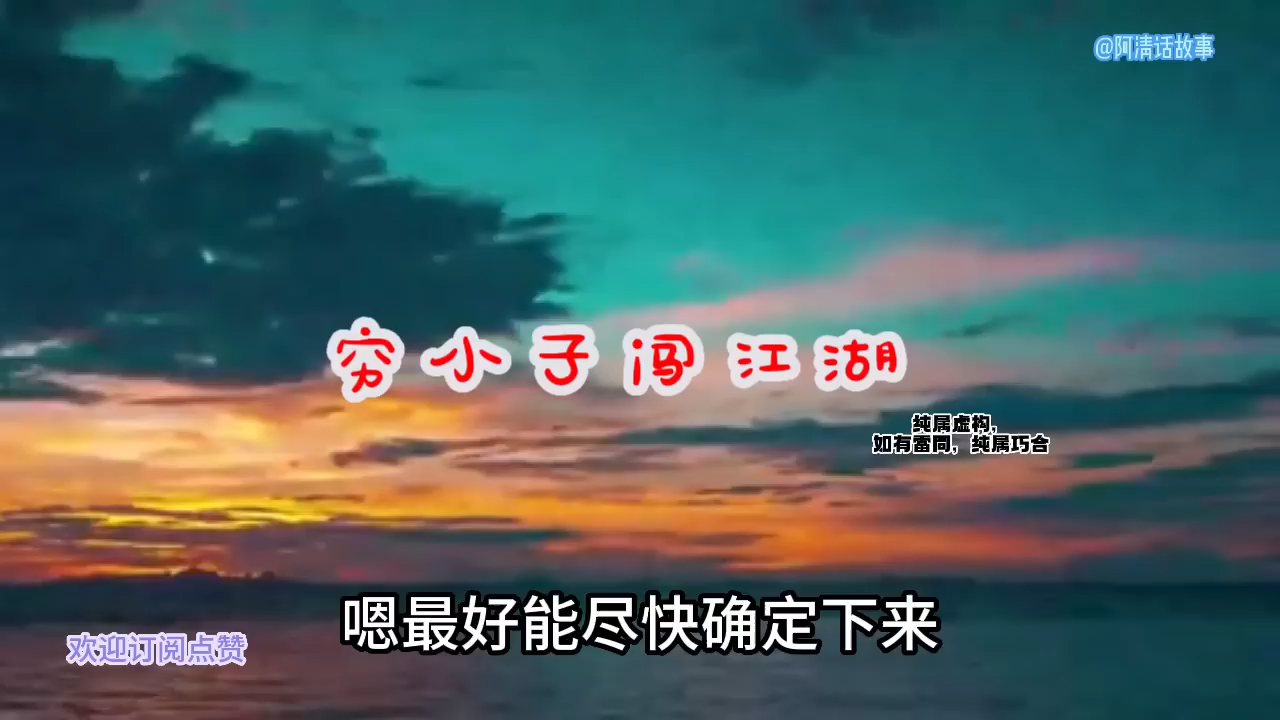 @阿清话故事
穷小子闯江湖
纯属虚构，
如有雷同，纯属巧合
嗯最好能尽快确定下来
欢迎订阅点赞